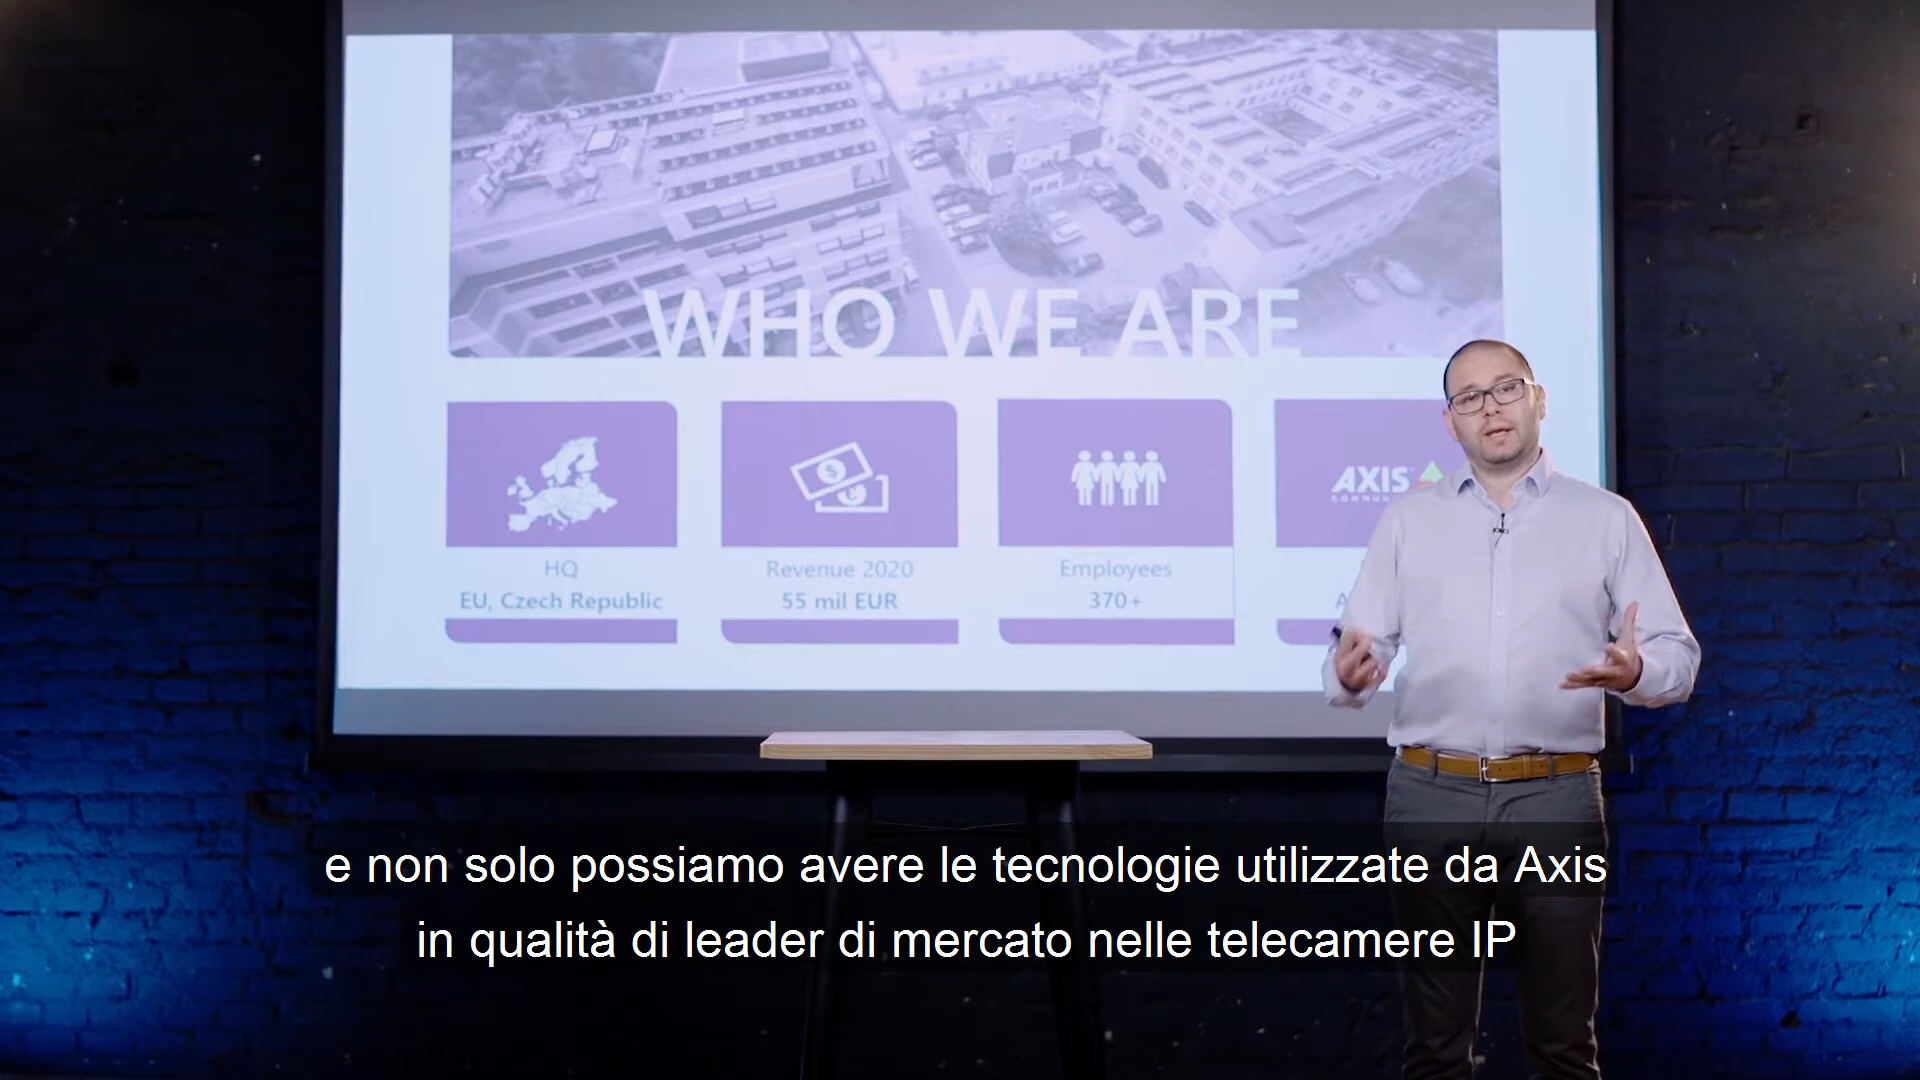 WHO WE ARE
HQ
EU, Czech Republic
Revenue 2020
55 mil EUR
Employees
370+
AXIS
e non solo possiamo avere le tecnologie utilizzate da Axis
in qualità di leader di mercato nelle telecamere IP